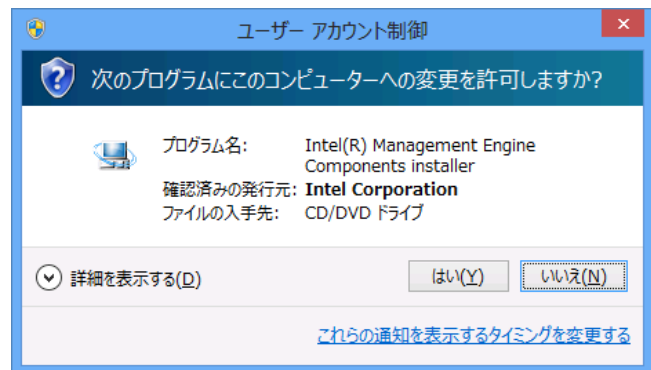 ユーザー アカウント制御
次のプログラムにこのコンピューターへの変更を許可しますか?
プログラム名: Intel(R) Management Engine
Components installer
確認済みの発行元: Intel Corporation
ファイルの入手先: CD/DVD ドライブ
詳細を表示する(D) はい(Y) いいえ(N)
これらの通知を表示するタイミングを変更する